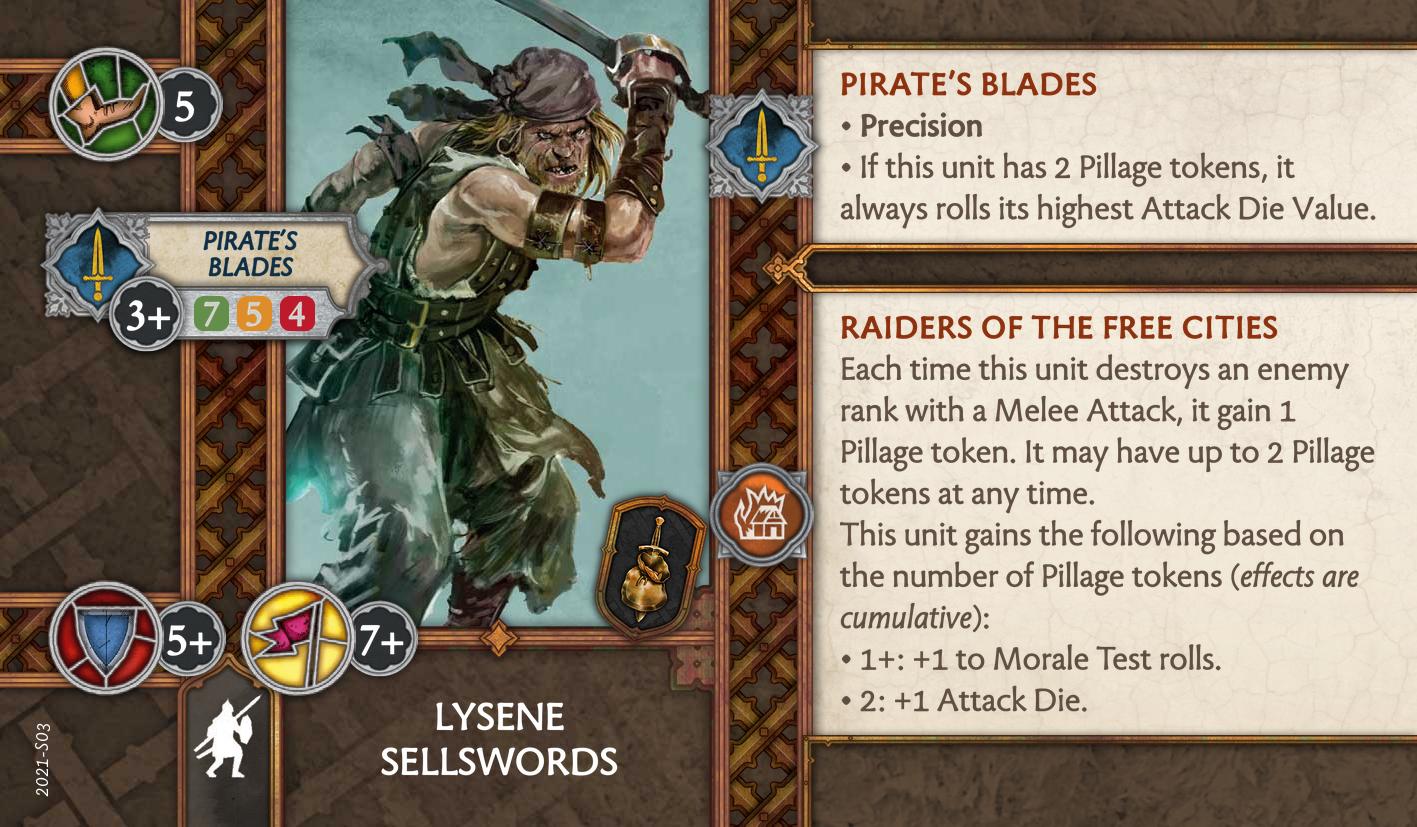 5
PIRATE'S
BLADES
3+ 7 5 4
5+ 7+
LYSENE
SELLSWORDS
2021-S03
PIRATE'S BLADES
• Precision
• If this unit has 2 Pillage tokens, it
always rolls its highest Attack Die Value.
RAIDERS OF THE FREE CITIES
Each time this unit destroys an enemy
rank with a Melee Attack, it gain 1
Pillage token. It may have up to 2 Pillage
tokens at any time.
This unit gains the following based on
the number of Pillage tokens (effects are
cumulative):
• 1+: +1 to Morale Test rolls.
• 2: +1 Attack Die.